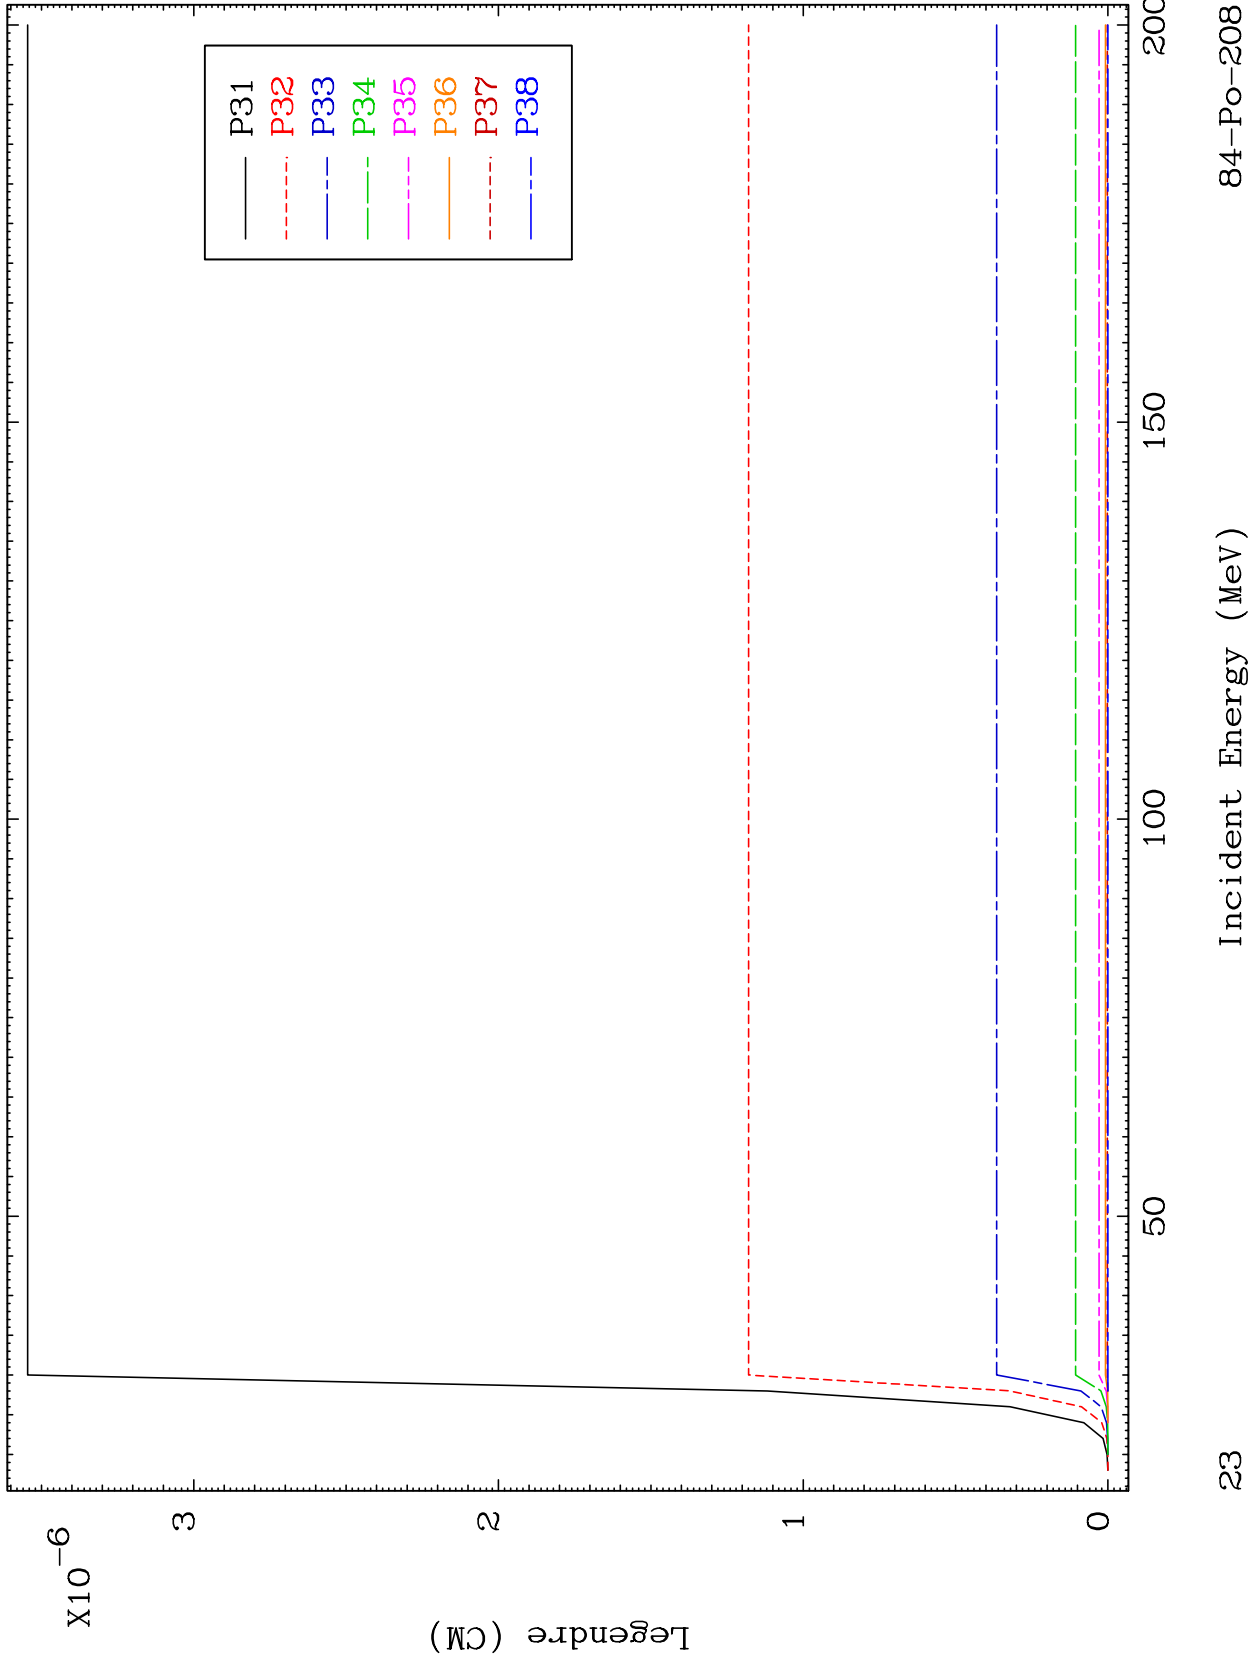 X10-6
3
2
1
0
Legendre (CM)
P31
P32
P33
P34
P35
P36
P37
P38
50
100
150
200
Incident Energy (MeV)
23
84-Po-208